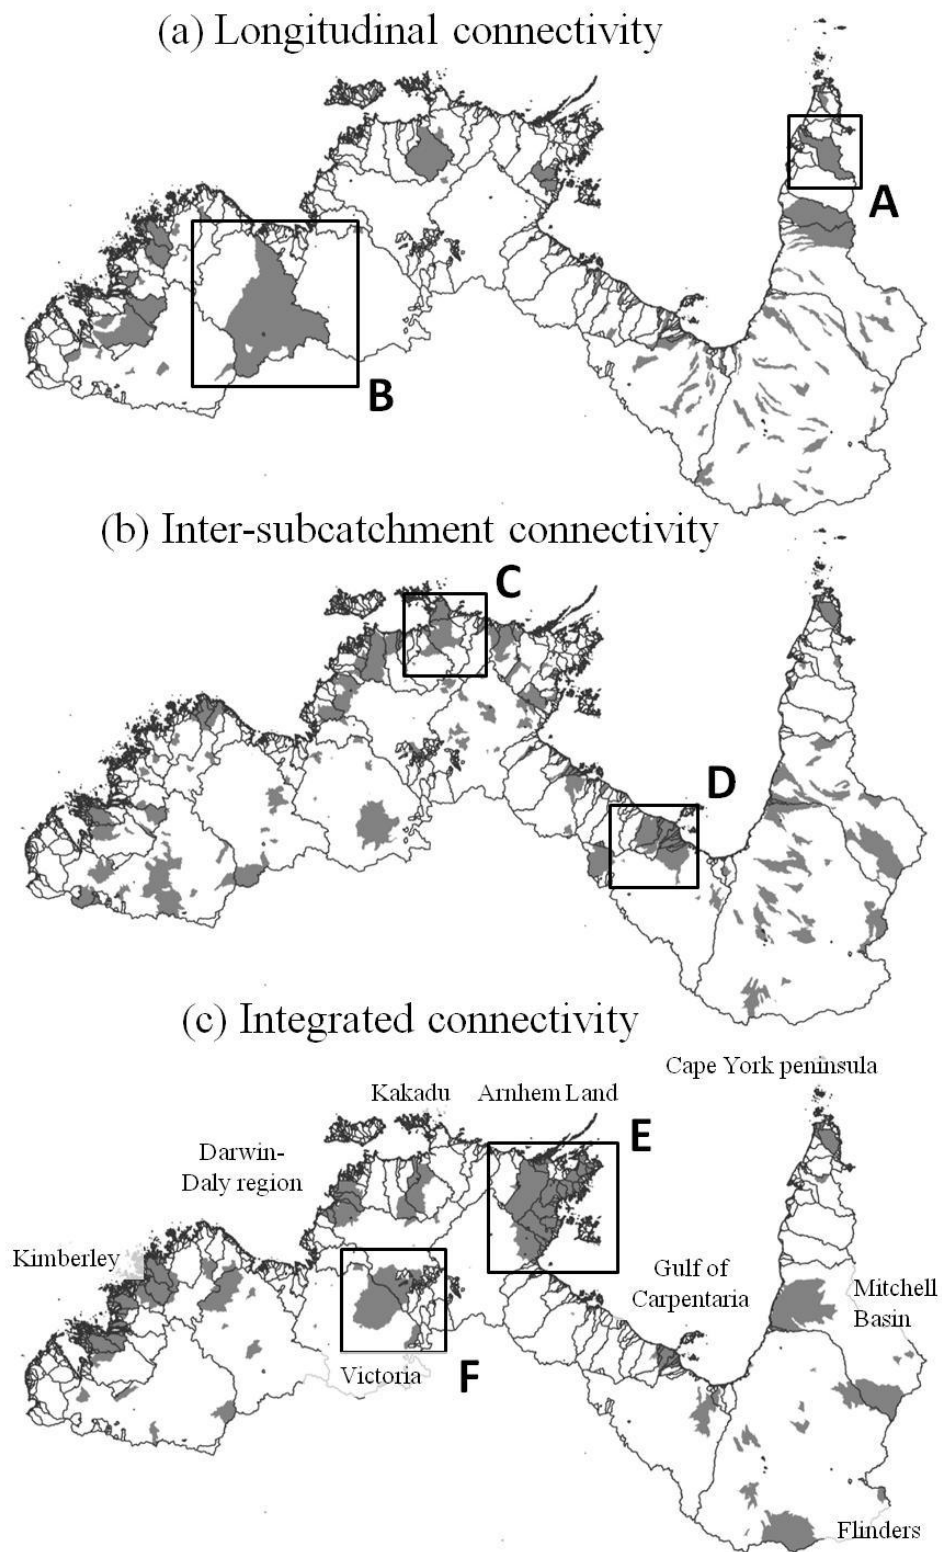 (a) Longitudinal connectivity
A
B
(b) Inter-subcatchment connectivity
C
D
(c) Integrated connectivity
Cape York peninsula
Kakadu
Arnhem Land
E
Darwin-
Daly region
Kimberley
Gulf of
Carpentaria
Mitchell
Basin
Victoria
F
Flinders